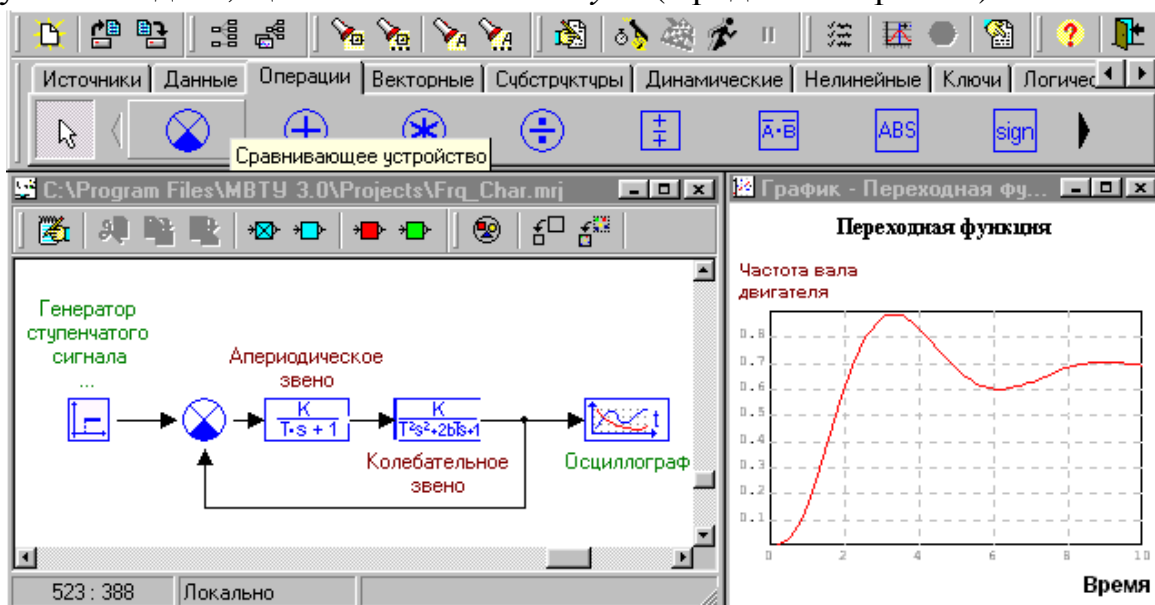 Источники Данные Операции Векторные Субструктуры Динамические Нелинейные Ключи Логичес
A·B ABS sign
Сравнивающее устройство
C:\Program Files\МВТУ 3.0\Projects\Frq_Char.mrj
График - Переходная фу...
Переходная функция
Частота вала
двигателя
Генератор
ступенчатого
сигнала
...
Апериодическое
звено
K
T·s + 1
K
T²s²+2bTs+1
t
Колебательное
звено
Осциллограф
0.8
0.7
0.6
0.5
0.4
0.3
0.2
0.1
0 2 4 6 8 10
Время
523 : 388 Локально